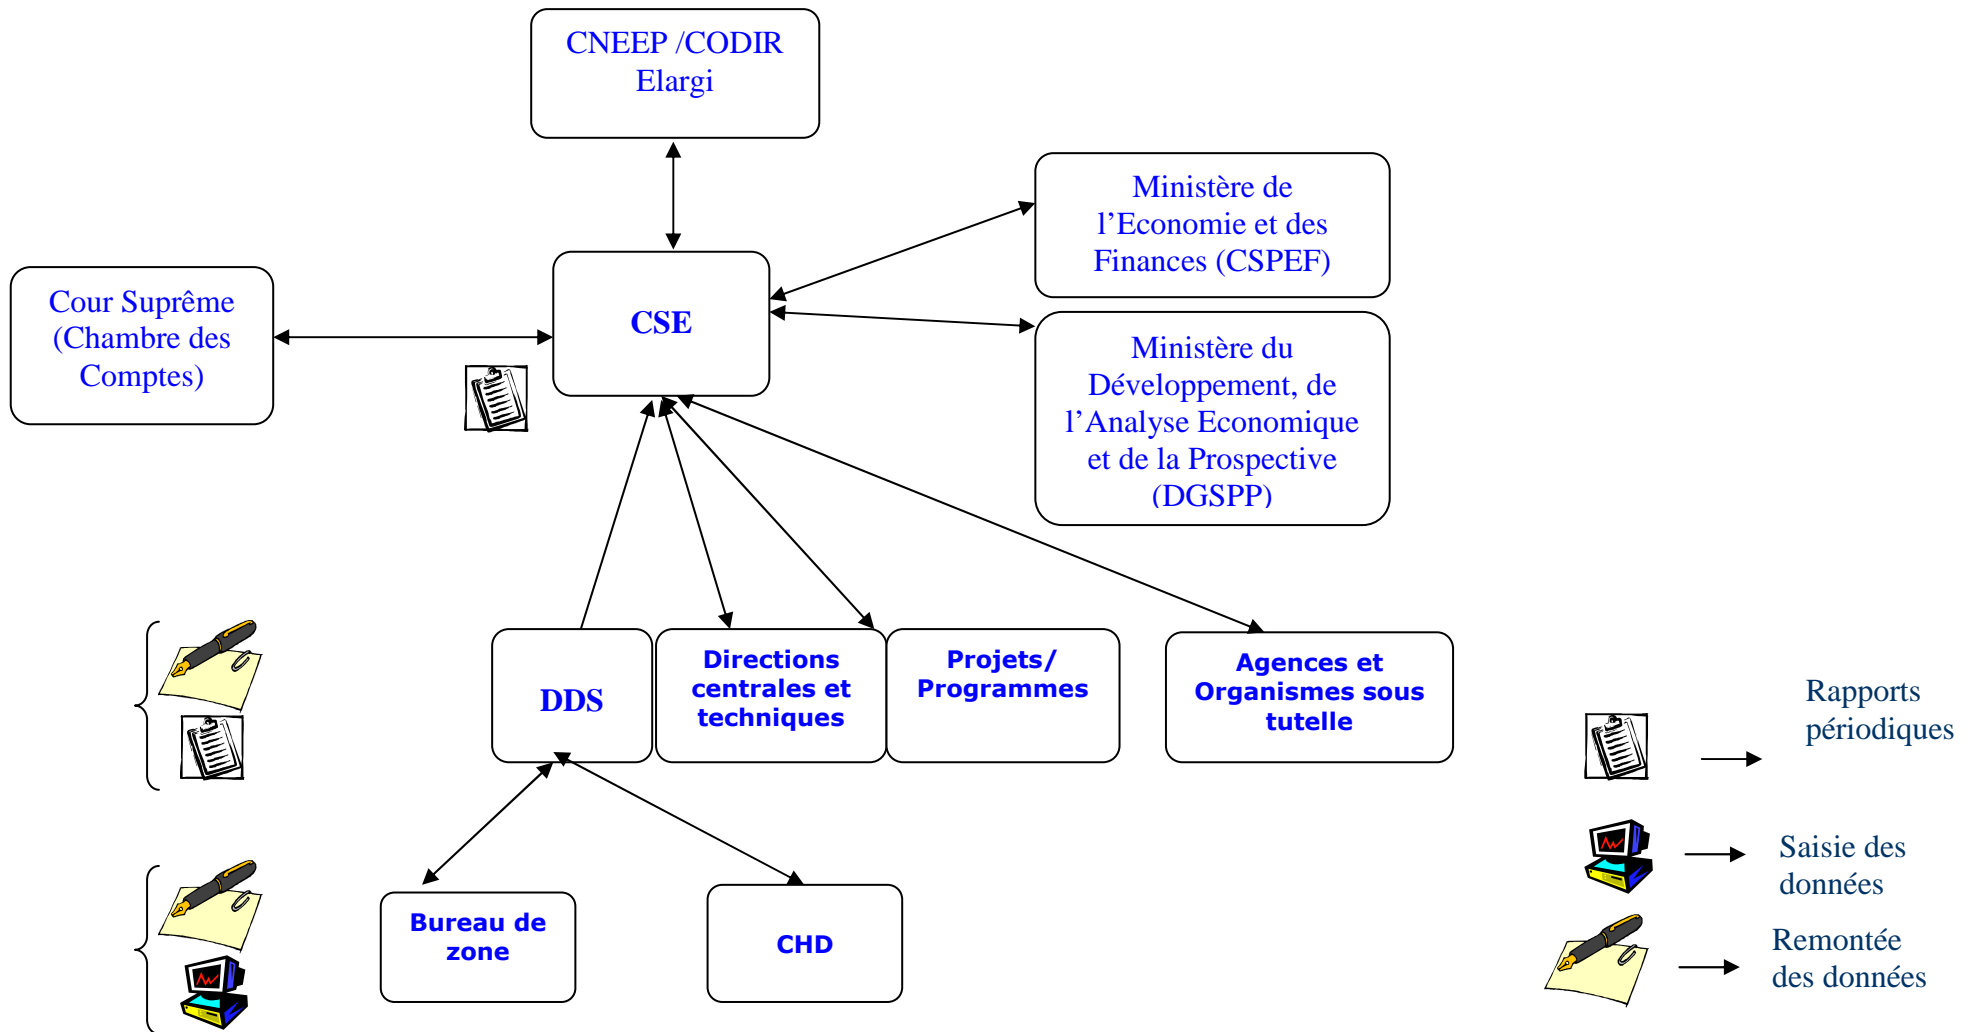 CNEEP /CODIR
Elargi
Ministère de
l’Economie et des
Finances (CSPEF)
Cour Suprême
(Chambre des
Comptes)
CSE
Ministère du
Développement, de
l’Analyse Economique
et de la Prospective
(DGSPP)
DDS
Directions
centrales et
techniques
Projets/
Programmes
Agences et
Organismes sous
tutelle
Rapports
périodiques
Saisie des
données
Bureau de
zone
CHD
Remontée
des données